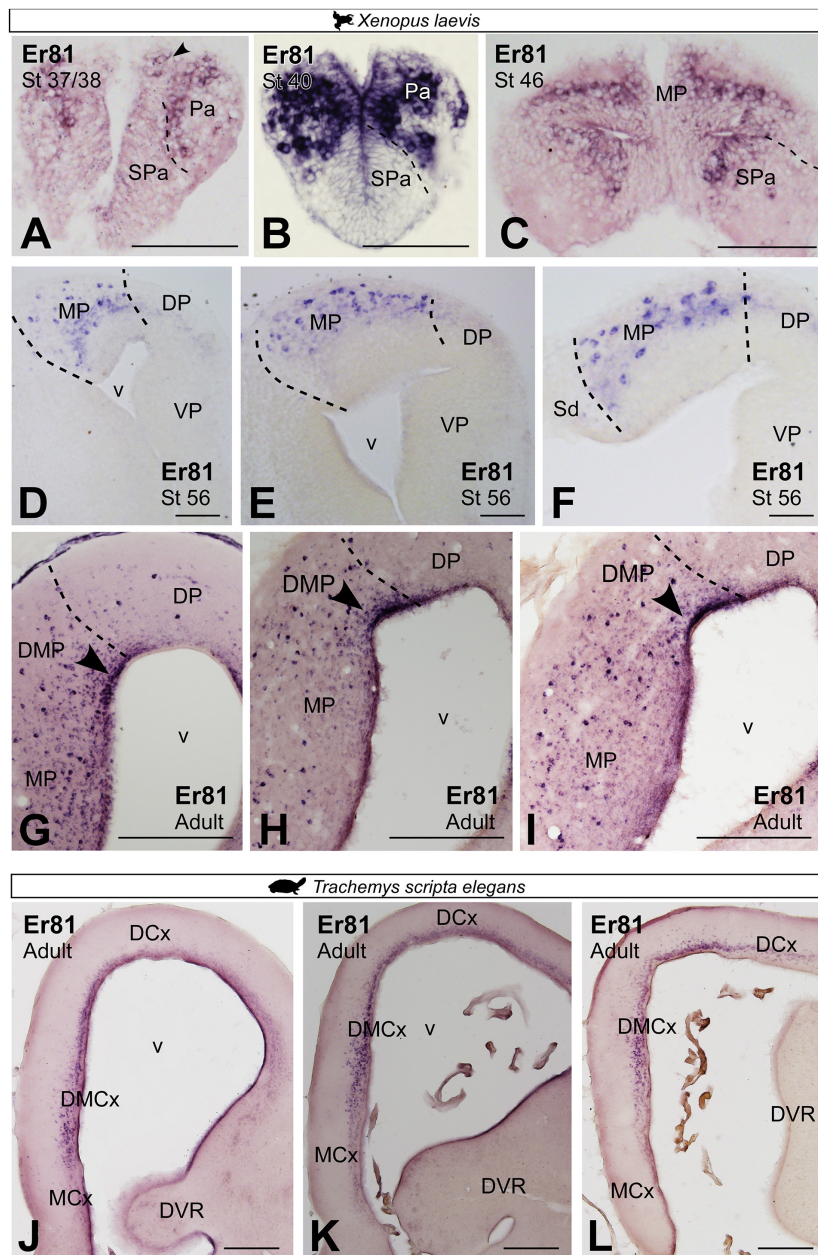 Xenopus laevis
Er81
St 37/38
Pa
SPa
A
Er81
St 40
Pa
SPa
B
Er81
St 46
MP
SPa
C
MP
DP
v
VP
Er81
St 56
D
MP
DP
v
VP
Er81
St 56
E
MP
DP
Sd
VP
Er81
St 56
F
DP
DMP
v
MP
Er81
Adult
G
DP
DMP
v
MP
Er81
Adult
H
DP
DMP
v
MP
Er81
Adult
I
Trachemys scripta elegans
Er81
Adult
DCx
v
DMCx
MCx
DVR
J
Er81
Adult
DCx
DMCx
v
MCx
DVR
K
Er81
Adult
DCx
DMCx
DVR
MCx
L